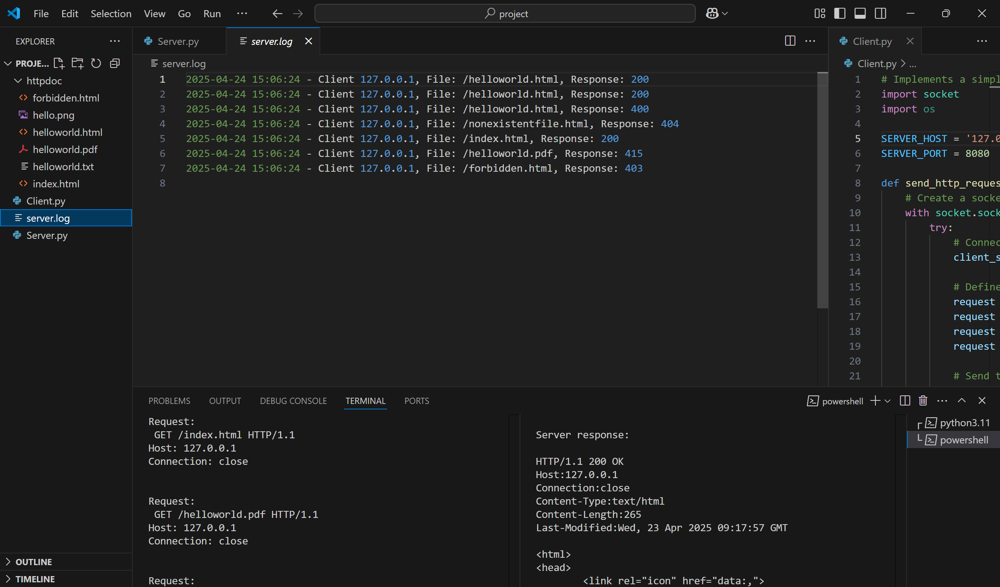 File Edit Selection View Go Run ··· project
EXPLORER ···
PROJE...
httpdoc
forbidden.html
hello.png
helloworld.html
helloworld.pdf
helloworld.txt
index.html
Client.py
server.log
Server.py
OUTLINE
TIMELINE
Server.py server.log
server.log
1 2025-04-24 15:06:24 - Client 127.0.0.1, File: /helloworld.html, Response: 200
2 2025-04-24 15:06:24 - Client 127.0.0.1, File: /helloworld.html, Response: 200
3 2025-04-24 15:06:24 - Client 127.0.0.1, File: /helloworld.html, Response: 400
4 2025-04-24 15:06:24 - Client 127.0.0.1, File: /nonexistentfile.html, Response: 404
5 2025-04-24 15:06:24 - Client 127.0.0.1, File: /index.html, Response: 200
6 2025-04-24 15:06:24 - Client 127.0.0.1, File: /helloworld.pdf, Response: 415
7 2025-04-24 15:06:24 - Client 127.0.0.1, File: /forbidden.html, Response: 403
8
Client.py
Client.py > ...
1 # Implements a simpl
2 import socket
3 import os
4
5 SERVER_HOST = '127.0
6 SERVER_PORT = 8080
7
8 def send_http_reques
9 # Create a socke
10 with socket.sock
11 try:
12 # Connec
13 client_s
14
15 # Define
16 request
17 request
18 request
19 request
20
21 # Send t
PROBLEMS OUTPUT DEBUG CONSOLE TERMINAL PORTS powershell
Request:
GET /index.html HTTP/1.1
Host: 127.0.0.1
Connection: close
Request:
GET /helloworld.pdf HTTP/1.1
Host: 127.0.0.1
Connection: close
Request:
Server response:
HTTP/1.1 200 OK
Host:127.0.0.1
Connection:close
Content-Type:text/html
Content-Length:265
Last-Modified:Wed, 23 Apr 2025 09:17:57 GMT
<html>
<head>
<link rel="icon" href="data:,">
python3.11
powershell